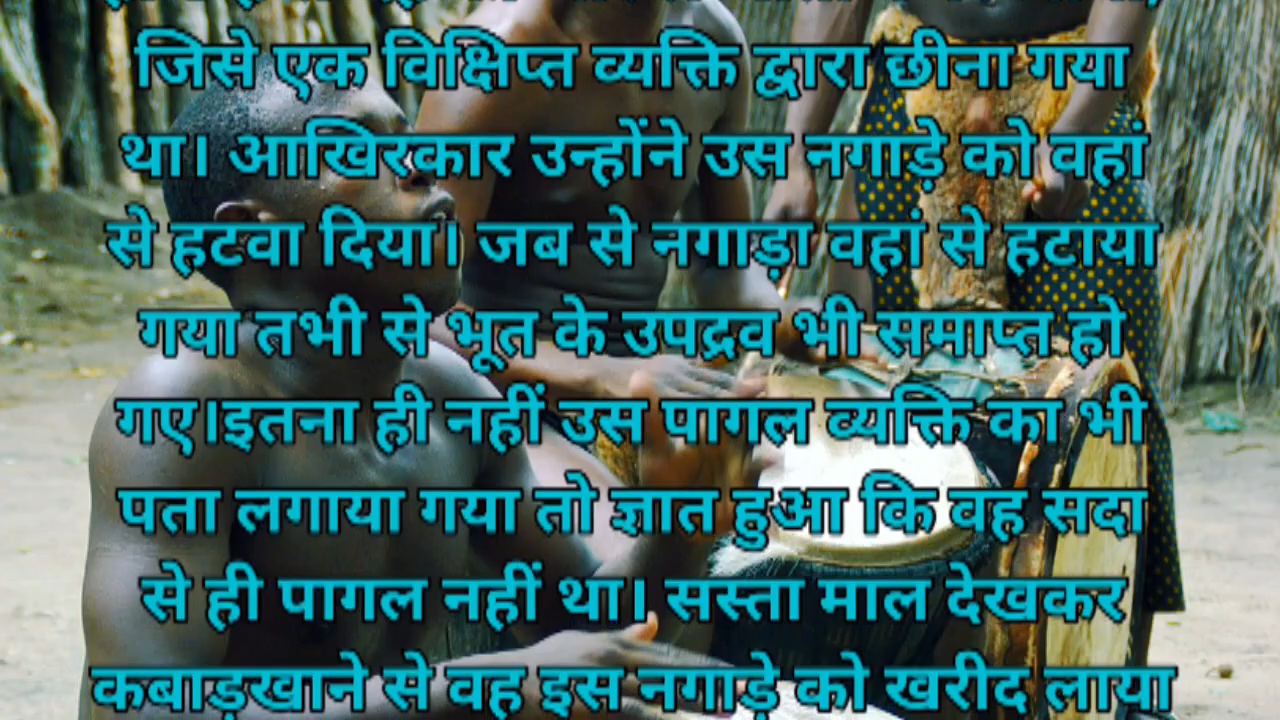 जिसे एक विक्षिप्त व्यक्ति द्वारा छीना गया
था। आखिरकार उन्होंने उस नगाड़े को वहां
से हटवा दिया। जब से नगाड़ा वहां से हटाया
गया तभी से भूत के उपद्रव भी समाप्त हो
गए।इतना ही नहीं उस पागल व्यक्ति का भी
पता लगाया गया तो ज्ञात हुआ कि वह सदा
से ही पागल नहीं था। सस्ता माल देखकर
कबाड़खाने से वह इस नगाड़े को खरीद लाया